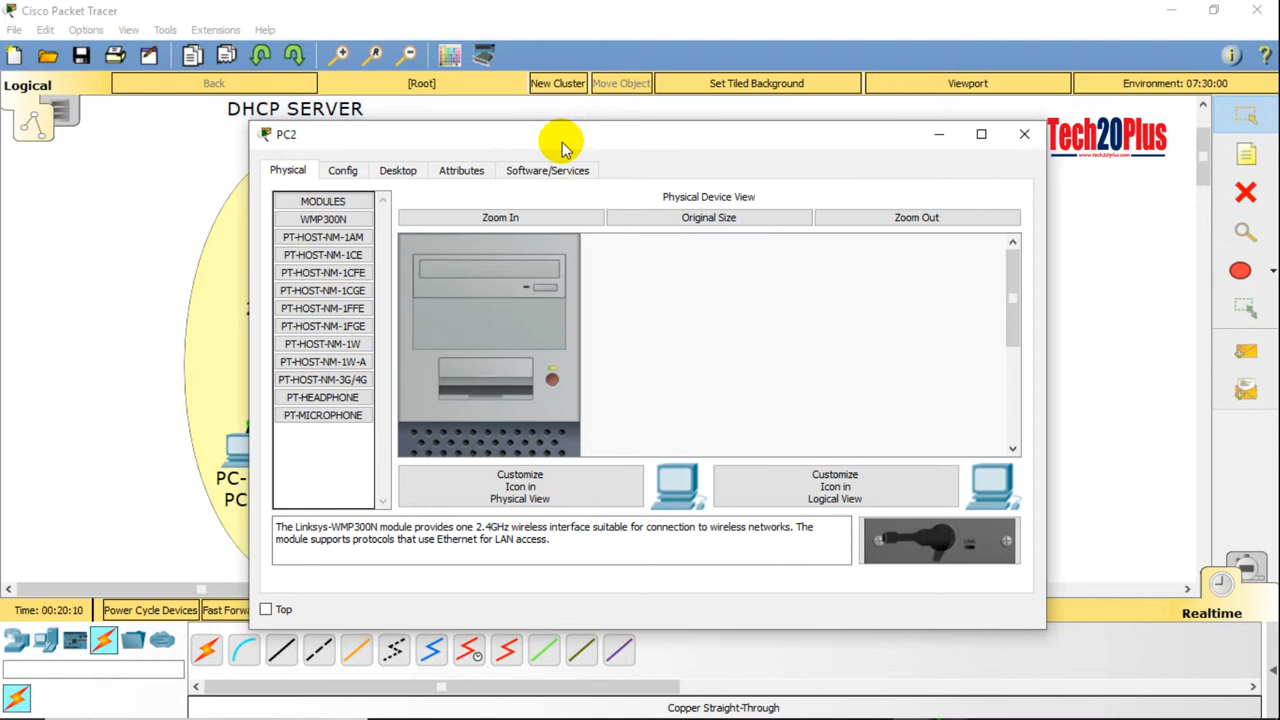 Cisco Packet Tracer
File Edit Options View Tools Extensions Help
Logical
Back
[Root]
New Cluster
Move Object
Set Tiled Background
Viewport
Environment: 07:30:00
DHCP SERVER
Tech20Plus
www.tech20plus.com
PC2
Physical Config Desktop Attributes Software/Services
MODULES
WMP300N
PT-HOST-NM-1AM
PT-HOST-NM-1CE
PT-HOST-NM-1CFE
PT-HOST-NM-1CGE
PT-HOST-NM-1FFE
PT-HOST-NM-1FGE
PT-HOST-NM-1W
PT-HOST-NM-1W-A
PT-HOST-NM-3G/4G
PT-HEADPHONE
PT-MICROPHONE
Physical Device View
Zoom In
Original Size
Zoom Out
Customize
Icon in
Physical View
Customize
Icon in
Logical View
The Linksys-WMP300N module provides one 2.4GHz wireless interface suitable for connection to wireless networks. The
module supports protocols that use Ethernet for LAN access.
Top
PC-
PC
Time: 00:20:10
Power Cycle Devices
Fast Forw
Realtime
Copper Straight-Through